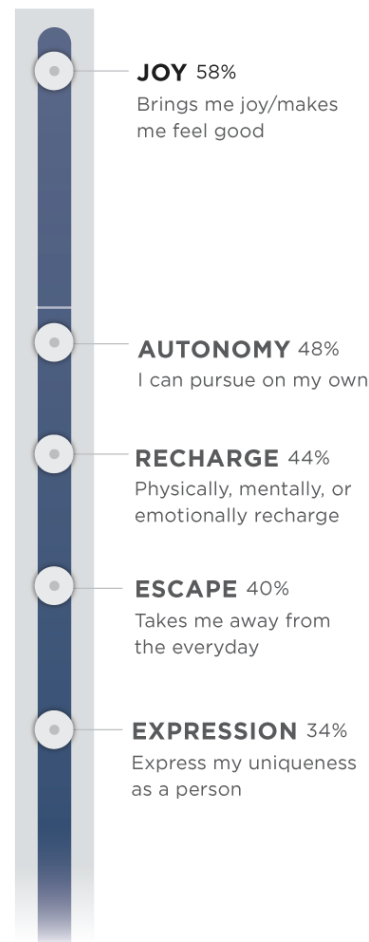 JOY 58%
Brings me joy/makes
me feel good
AUTONOMY 48%
I can pursue on my own
RECHARGE 44%
Physically, mentally, or
emotionally recharge
ESCAPE 40%
Takes me away from
the everyday
EXPRESSION 34%
Express my uniqueness
as a person